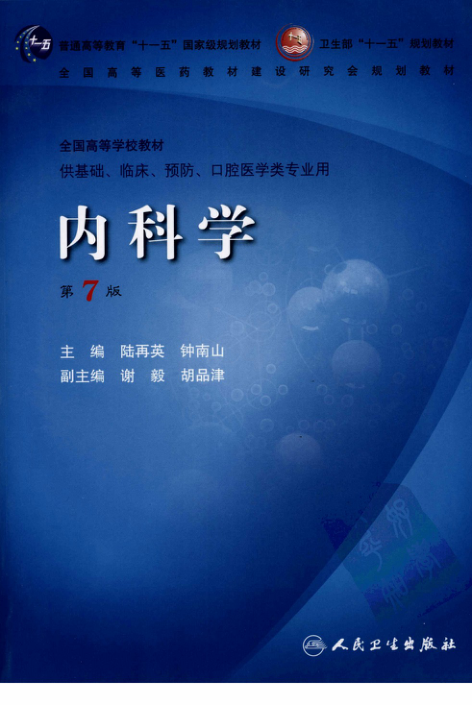 十一五
普通高等教育“十一五”国家级规划教材
卫生部“十一五”规划教材
全国高等医药教材建设研究会规划教材
全国高等学校教材
供基础、临床、预防、口腔医学类专业用
内科学
第7版
主编 陆再英 钟南山
副主编 谢毅 胡品津
人民卫生出版社